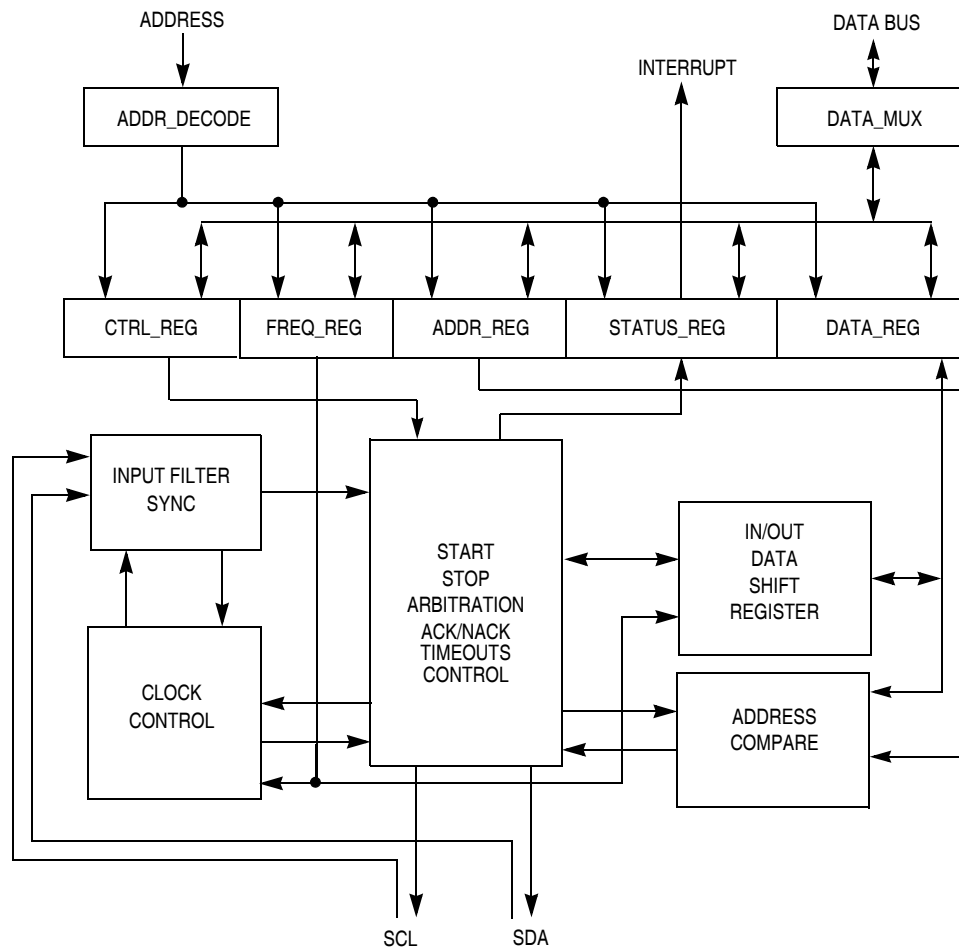 ADDRESS
DATA BUS
INTERRUPT
ADDR_DECODE
DATA_MUX
CTRL_REG
FREQ_REG
ADDR_REG
STATUS_REG
DATA_REG
INPUT FILTER
SYNC
START
STOP
ARBITRATION
ACK/NACK
TIMEOUTS
CONTROL
IN/OUT
DATA
SHIFT
REGISTER
CLOCK
CONTROL
ADDRESS
COMPARE
SCL
SDA